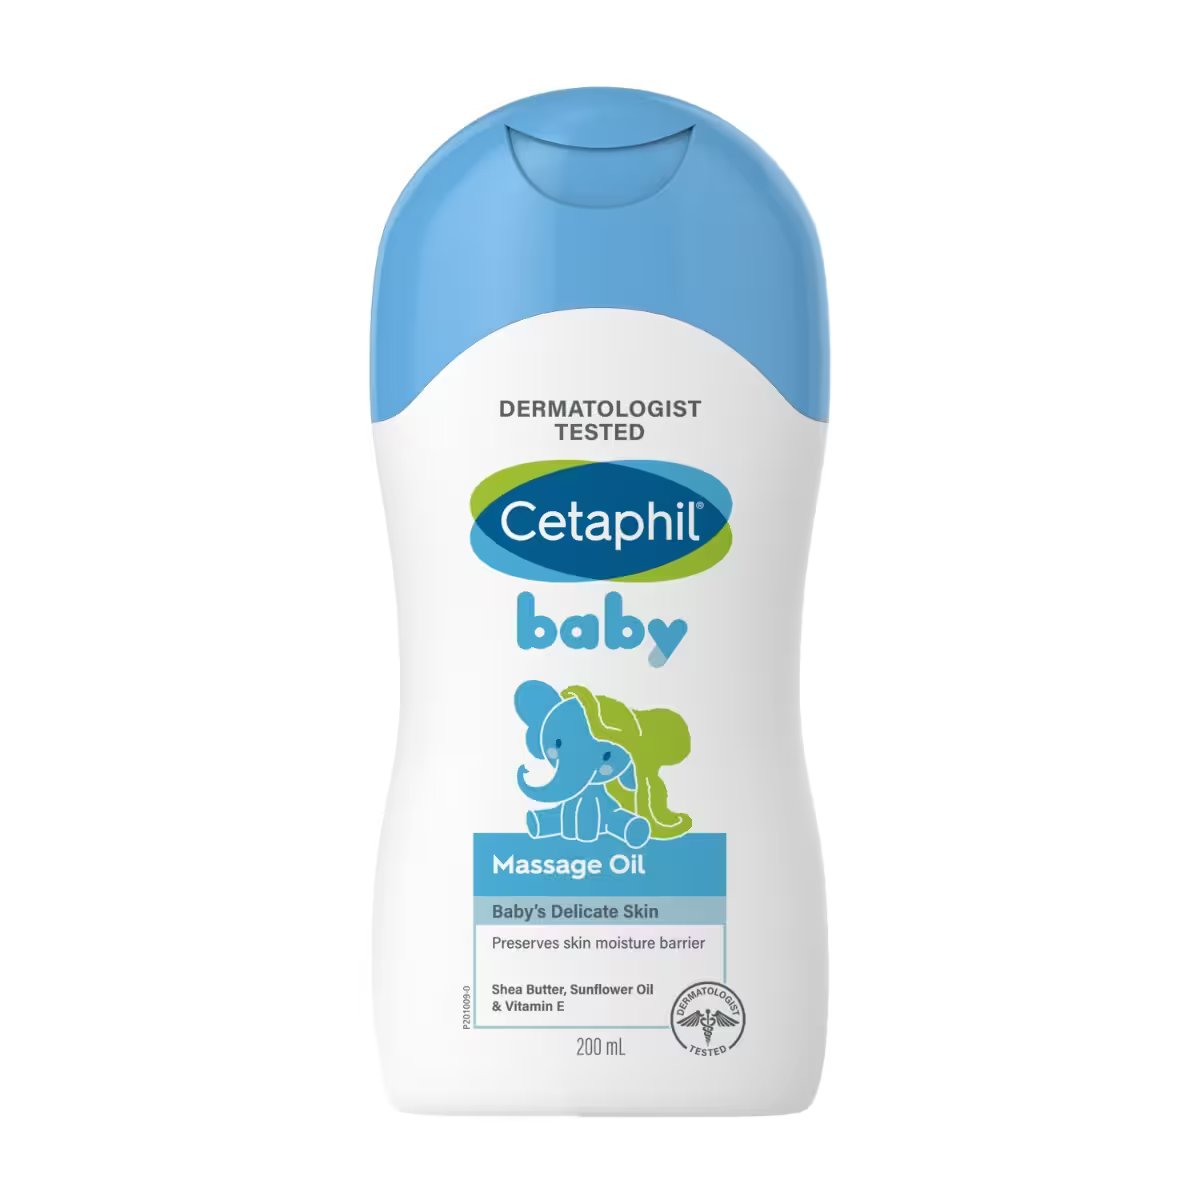 DERMATOLOGIST
TESTED
Cetaphil®
baby
Massage Oil
Baby's Delicate Skin
Preserves skin moisture barrier
Shea Butter, Sunflower Oil
& Vitamin E
P201009-0
DERMATOLOGIST
TESTED
200 mL